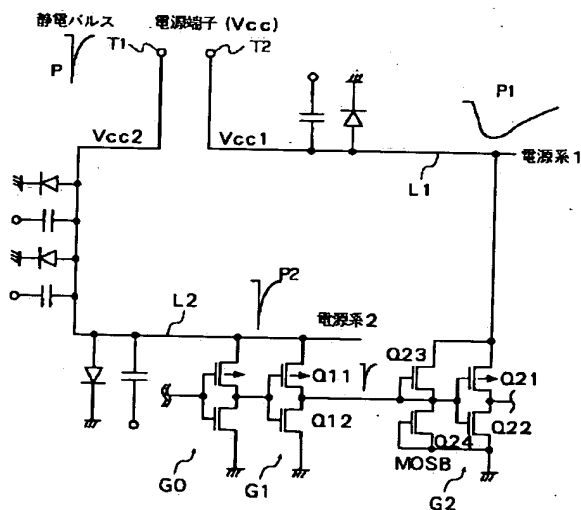 静電パルス 電源端子(Vcc)
P T1 T2
P1
Vcc2 Vcc1
電源系1
L1
L2 P2
電源系2
Q23
Q11 Q21
Q12 Q22
Q24
MOSB
G0 G1 G2